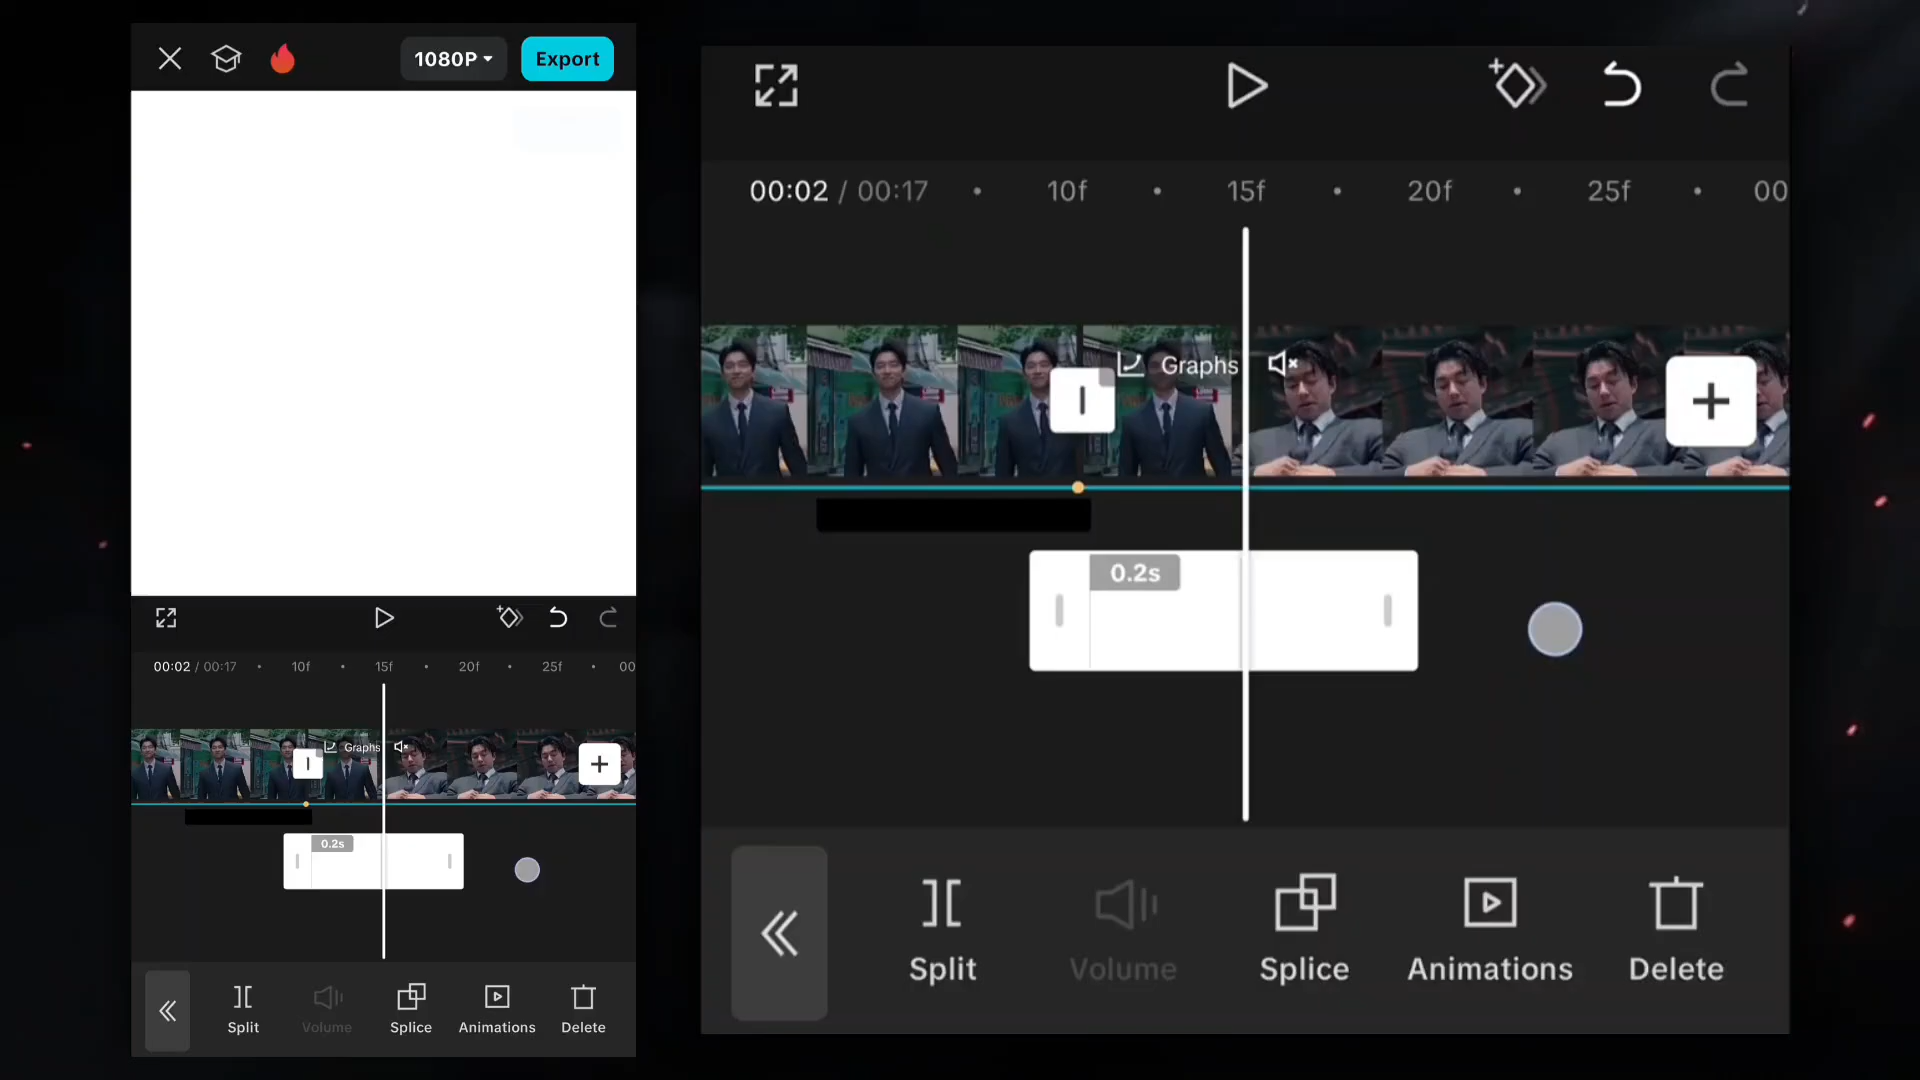 1080P
Export
00:02 / 00:17
10f
15f
20f
25f
00
Graphs
0.2s
Split
Volume
Splice
Animations
Delete
00:02 / 00:17
10f
15f
20f
25f
00
Graphs
0.2s
Split
Volume
Splice
Animations
Delete